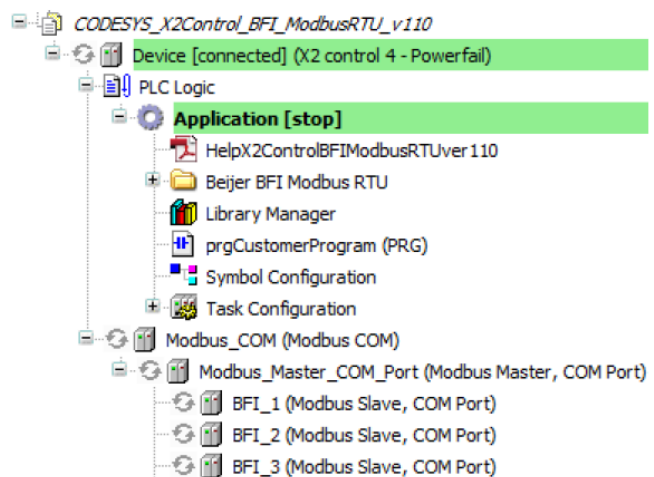 CODESYS_X2Control_BFI_ModbusRTU_v110
Device [connected] (X2 control 4 - Powerfail)
PLC Logic
Application [stop]
HelpX2ControlBFIModbusRTUver110
Beijer BFI Modbus RTU
Library Manager
prgCustomerProgram (PRG)
Symbol Configuration
Task Configuration
Modbus_COM (Modbus COM)
Modbus_Master_COM_Port (Modbus Master, COM Port)
BFI_1 (Modbus Slave, COM Port)
BFI_2 (Modbus Slave, COM Port)
BFI_3 (Modbus Slave, COM Port)